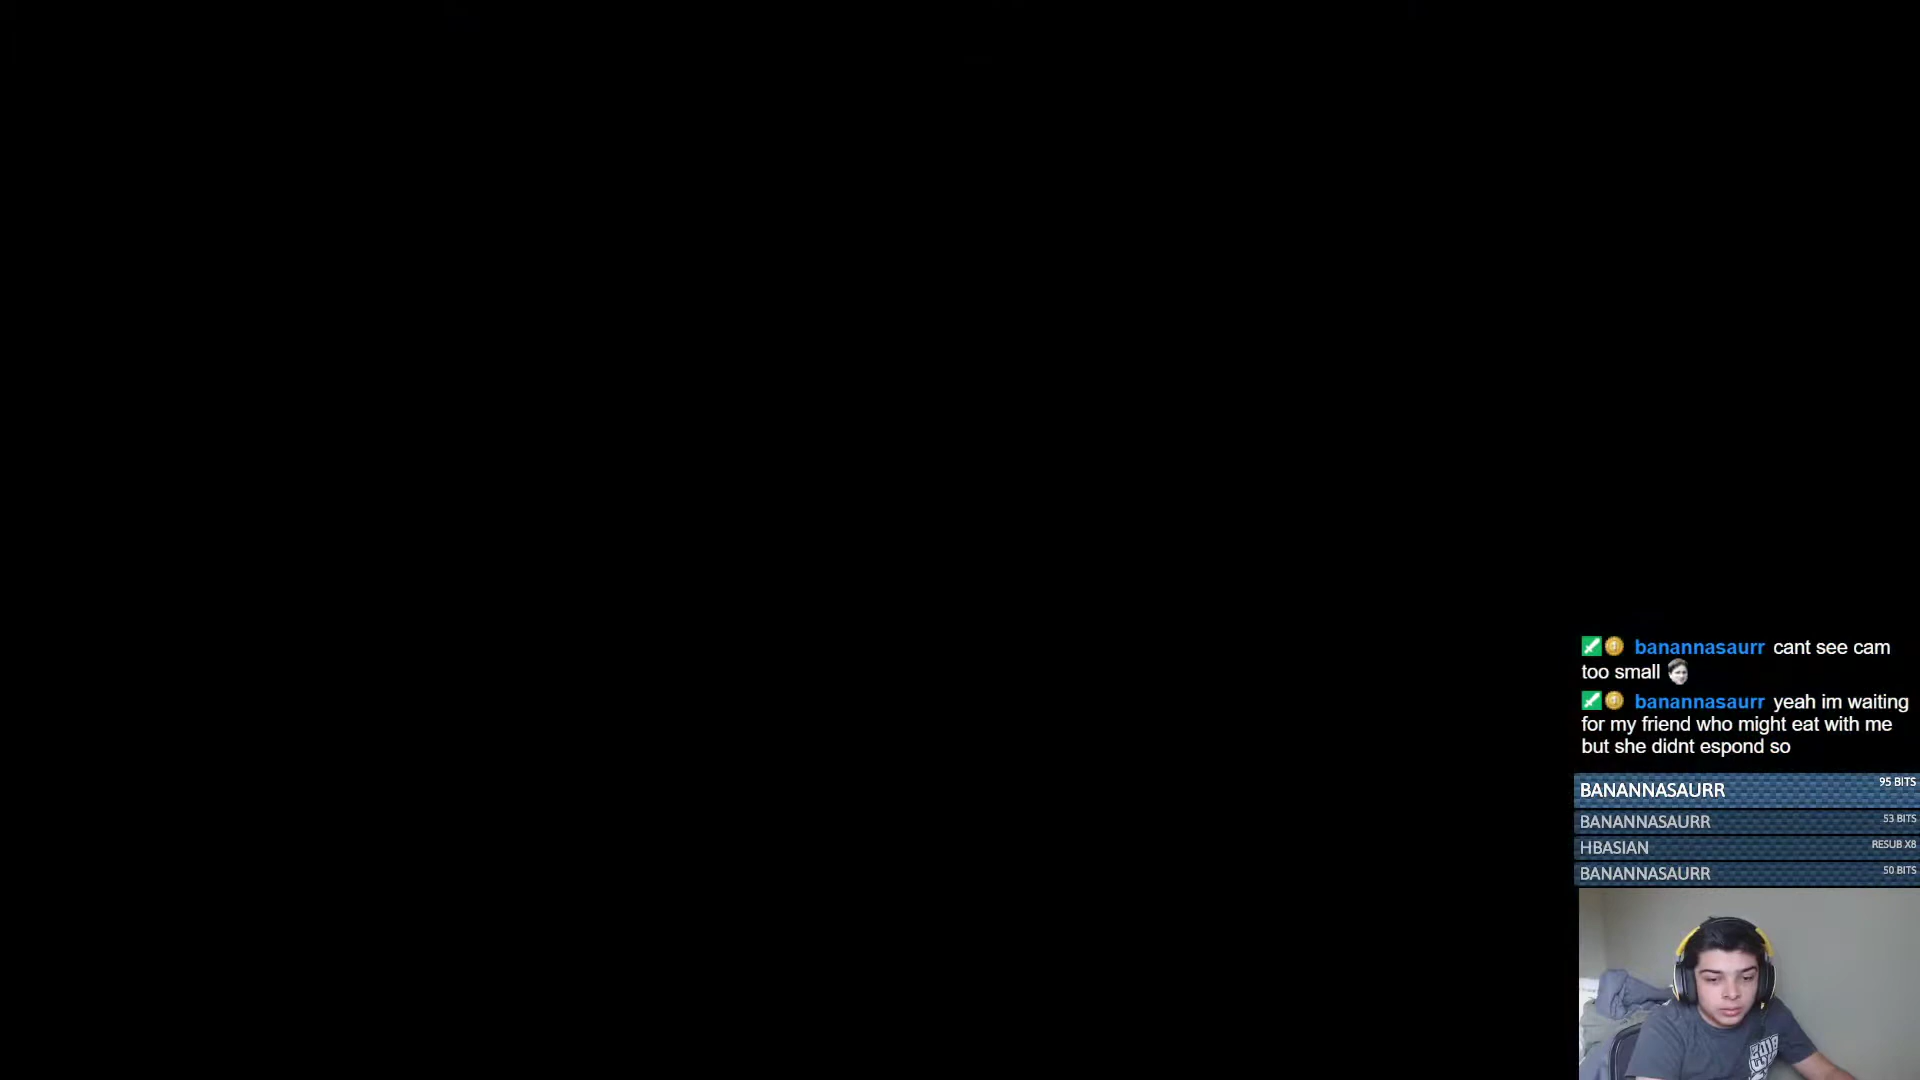 banannasaurr cant see cam
too small
banannasaurr yeah im waiting
for my friend who might eat with me
but she didnt espond so
BANANNASAURR 95 BITS
BANANNASAURR 53 BITS
HBASIAN RESUB X8
BANANNASAURR 50 BITS
2018